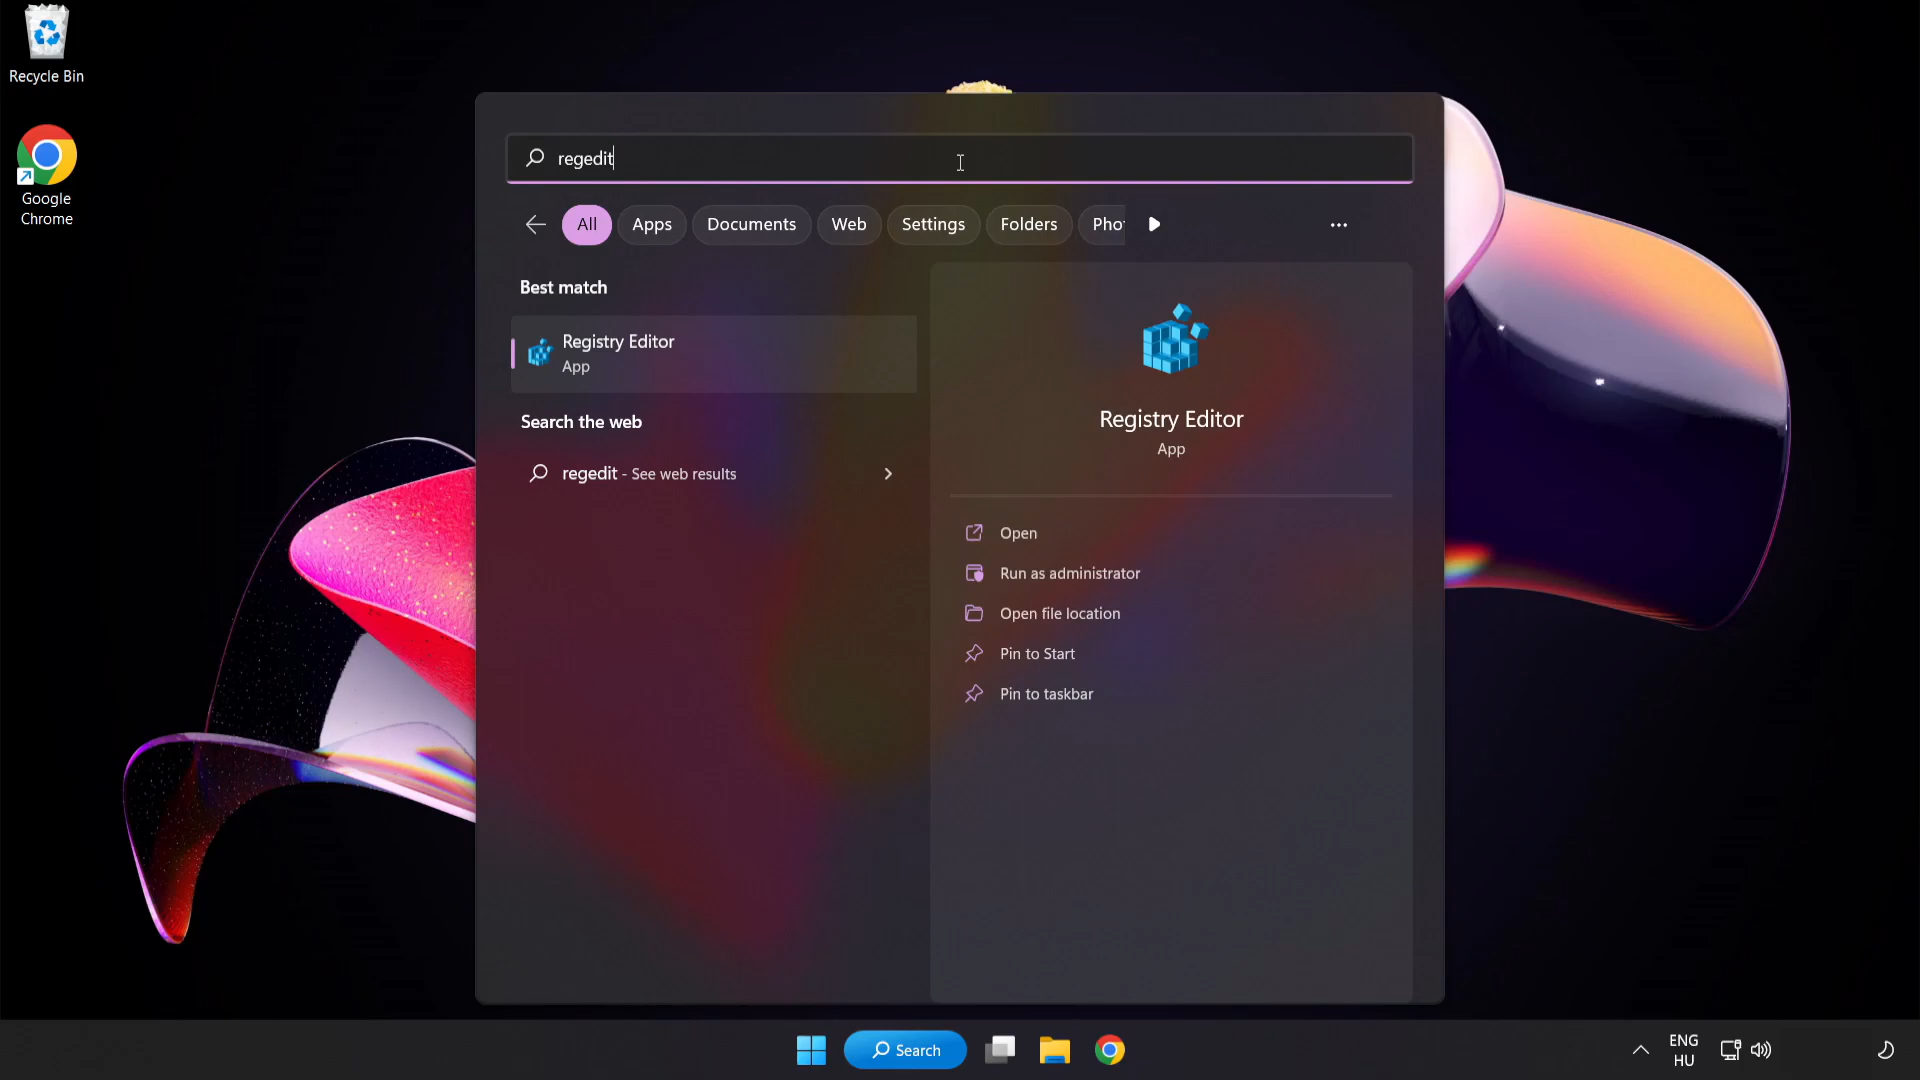 Recycle Bin
Google
Chrome
regedit
All
Apps
Documents
Web
Settings
Folders
Best match
Registry Editor
App
Search the web
regedit - See web results
Registry Editor
App
Open
Run as administrator
Open file location
Pin to Start
Pin to taskbar
Search
ENG
HU